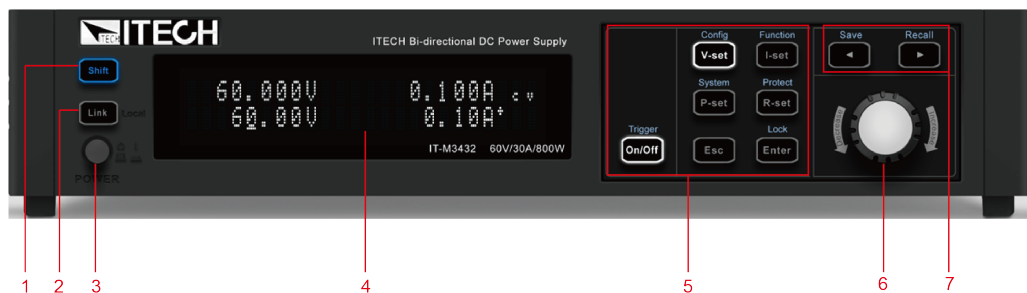 ITECH
ITECH
ITECH Bi-directional DC Power Supply
Shift
Link Local
POWER
60.000V 0.100A cv
60.00V 0.10A+
IT-M3432 60V/30A/800W
Config Function
V-set I-set
System Protect
P-set R-set
Trigger Lock
On/Off Esc Enter
Save Recall
1 2 3 4 5 6 7